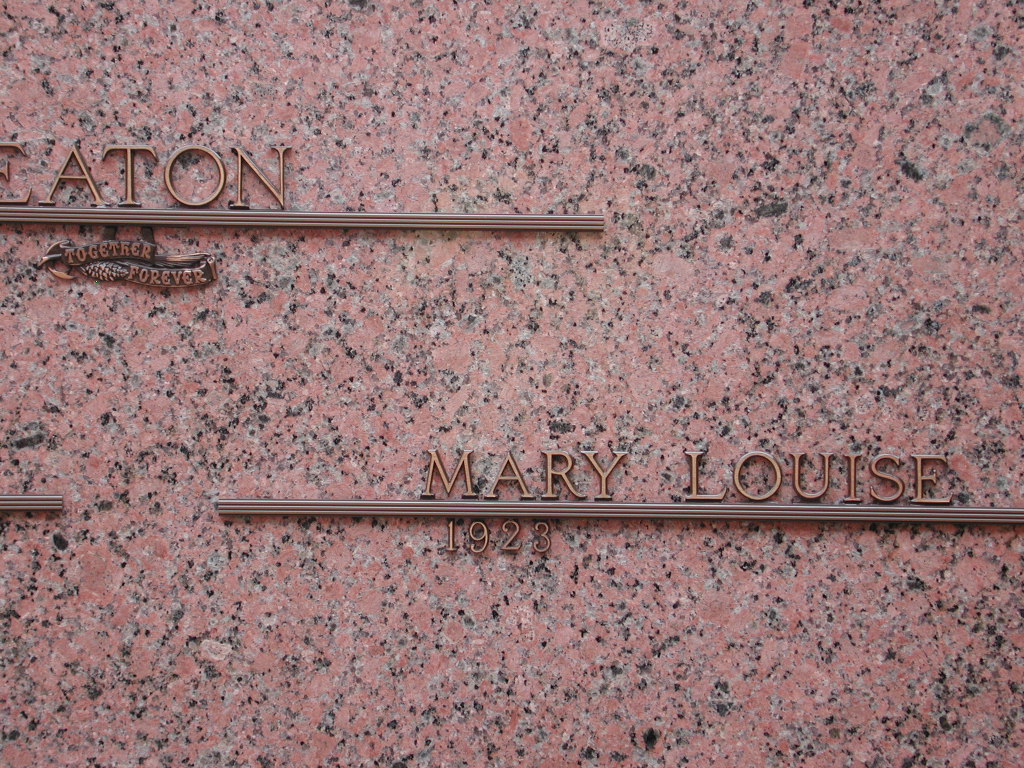 EATON
TOGETHER
FOREVER
MARY LOUISE
1923